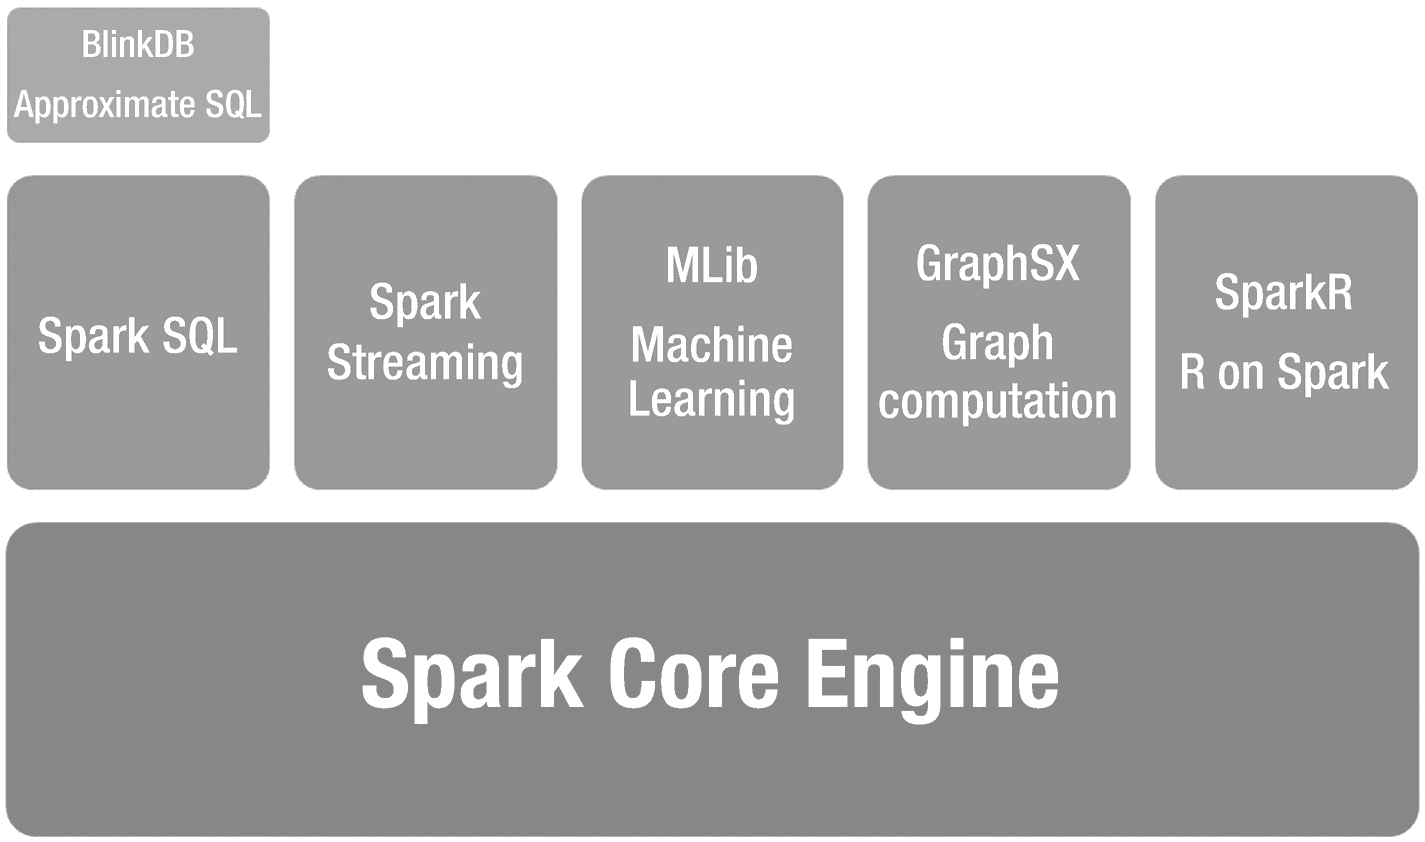 BlinkDB
Approximate SQL
Spark SQL
Spark
Streaming
MLib
Machine
Learning
GraphSX
Graph
computation
SparkR
R on Spark
Spark Core Engine